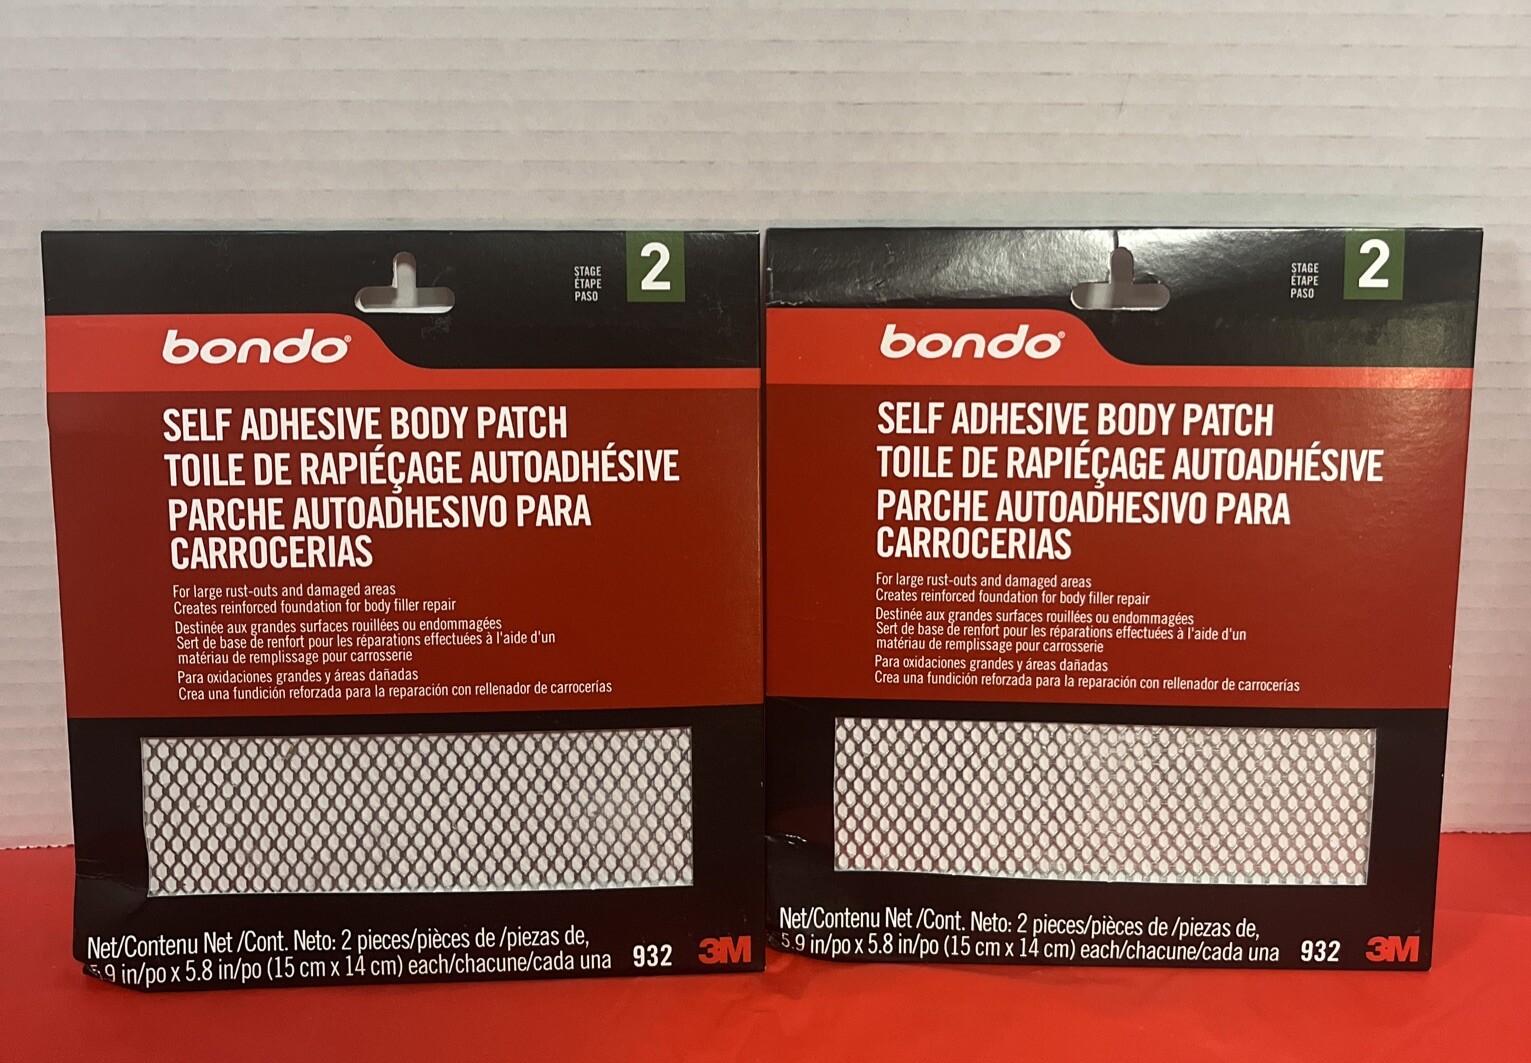 STAGE
ÉTAPE
PASO
2
bondo®
SELF ADHESIVE BODY PATCH
TOILE DE RAPIÉÇAGE AUTOADHÉSIVE
PARCHE AUTOADHESIVO PARA
CARROCERIAS
For large rust-outs and damaged areas
Creates reinforced foundation for body filler repair
Destinée aux grandes surfaces rouillées ou endommagées
Sert de base de renfort pour les réparations effectuées à l'aide d'un
matériau de remplissage pour carrosserie
Para oxidaciones grandes y áreas dañadas
Crea una fundición reforzada para la reparación con rellenador de carrocerías
Net/Contenu Net /Cont. Neto: 2 pieces/pièces de /piezas de,
5.9 in/po x 5.8 in/po (15 cm x 14 cm) each/chacune/cada una
932
3M
STAGE
ÉTAPE
PASO
2
bondo®
SELF ADHESIVE BODY PATCH
TOILE DE RAPIÉÇAGE AUTOADHÉSIVE
PARCHE AUTOADHESIVO PARA
CARROCERIAS
For large rust-outs and damaged areas
Creates reinforced foundation for body filler repair
Destinée aux grandes surfaces rouillées ou endommagées
Sert de base de renfort pour les réparations effectuées à l'aide d'un
matériau de remplissage pour carrosserie
Para oxidaciones grandes y áreas dañadas
Crea una fundición reforzada para la reparación con rellenador de carrocerías
Net/Contenu Net /Cont. Neto: 2 pieces/pièces de /piezas de,
5.9 in/po x 5.8 in/po (15 cm x 14 cm) each/chacune/cada una
932
3M